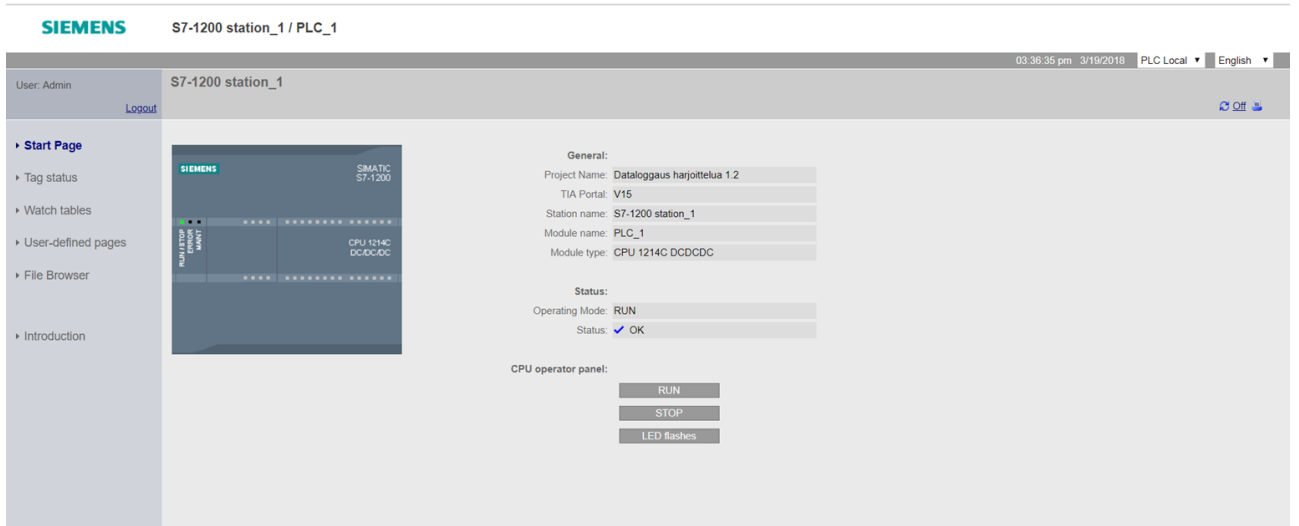 SIEMENS
S7-1200 station_1 / PLC_1
03:36:35 pm 3/19/2018 PLC Local English
User: Admin
S7-1200 station_1
Logout
Off
Start Page
Tag status
Watch tables
User-defined pages
File Browser
Introduction
SIEMENS
SIMATIC
S7-1200
RUN / STOP
ERROR
MAINT
CPU 1214C
DC/DC/DC
General:
Project Name: Dataloggaus harjoittelua 1.2
TIA Portal: V15
Station name: S7-1200 station_1
Module name: PLC_1
Module type: CPU 1214C DCDCDC
Status:
Operating Mode: RUN
Status: OK
CPU operator panel:
RUN
STOP
LED flashes